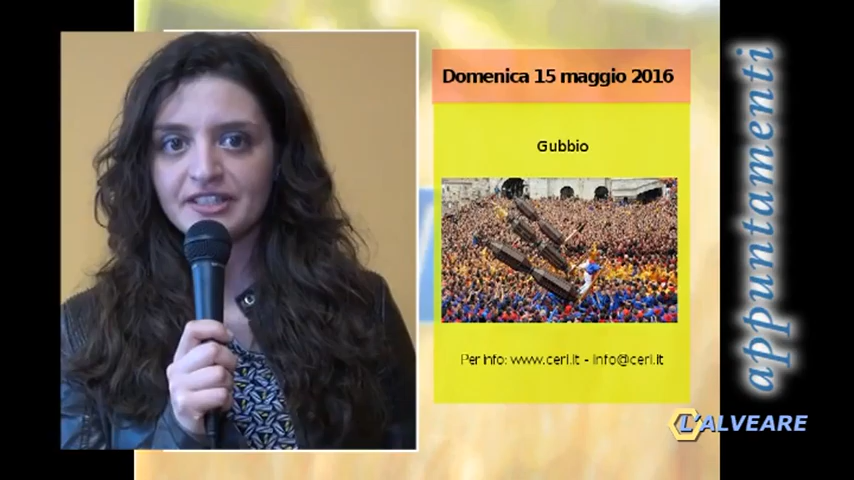 Domenica 15 maggio 2016
Gubbio
Per info: www.ceri.it - info@ceri.it
appuntamenti
L'ALVEARE